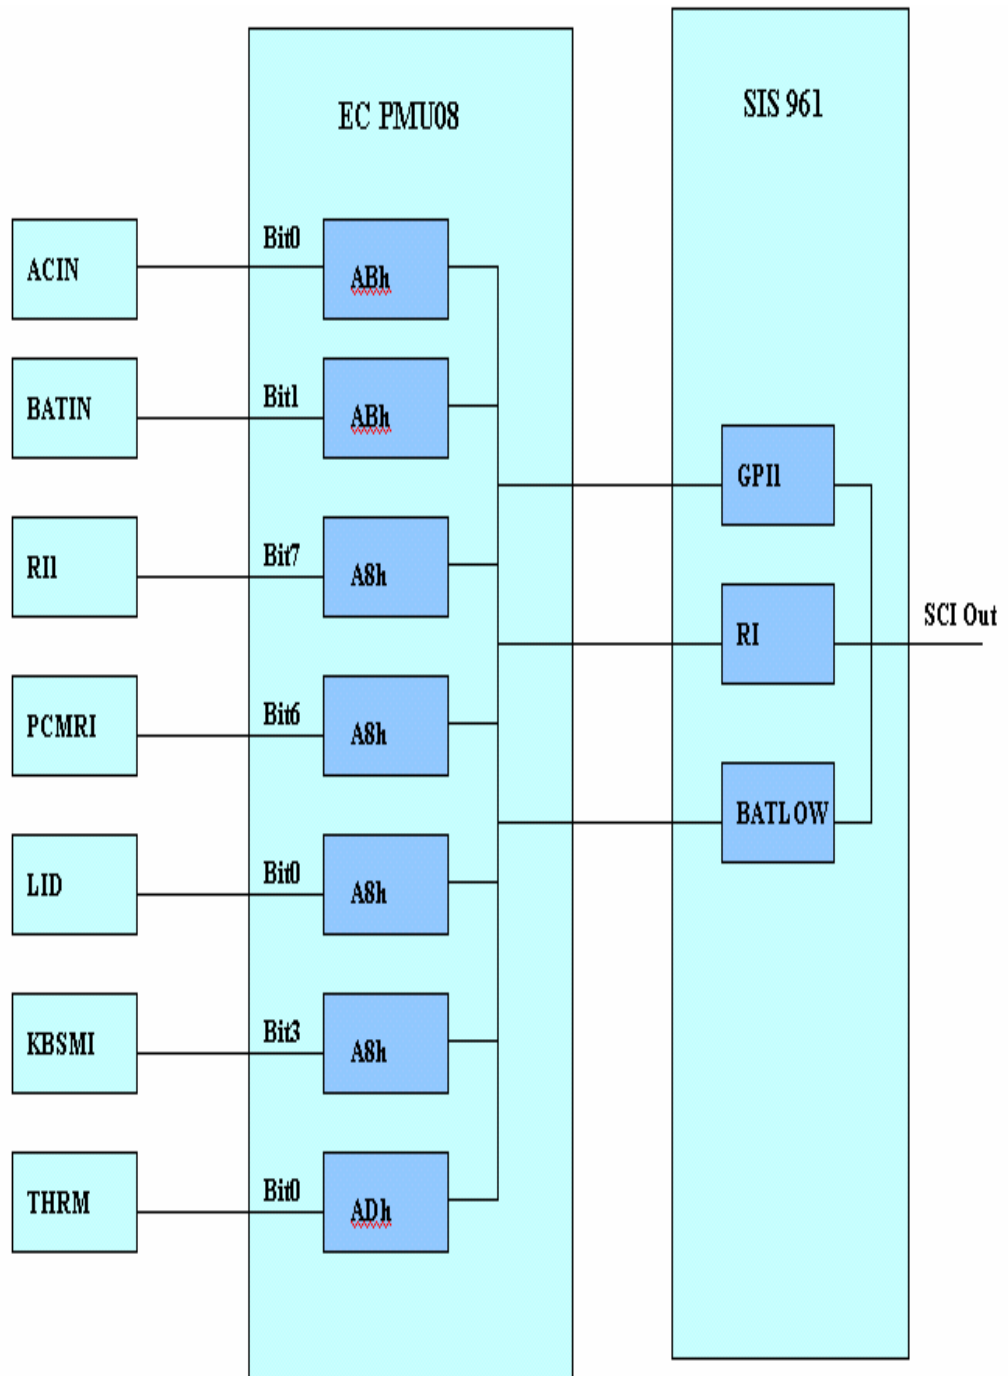 EC PMU08
SIS 961
ACIN
Bit0
ABh
BATIN
Bit1
ABh
GPI1
RI1
Bit7
A8h
RI
SCI Out
PCMRI
Bit6
A8h
BATLOW
LID
Bit0
A8h
KBSMI
Bit3
A8h
THRM
Bit0
ADh